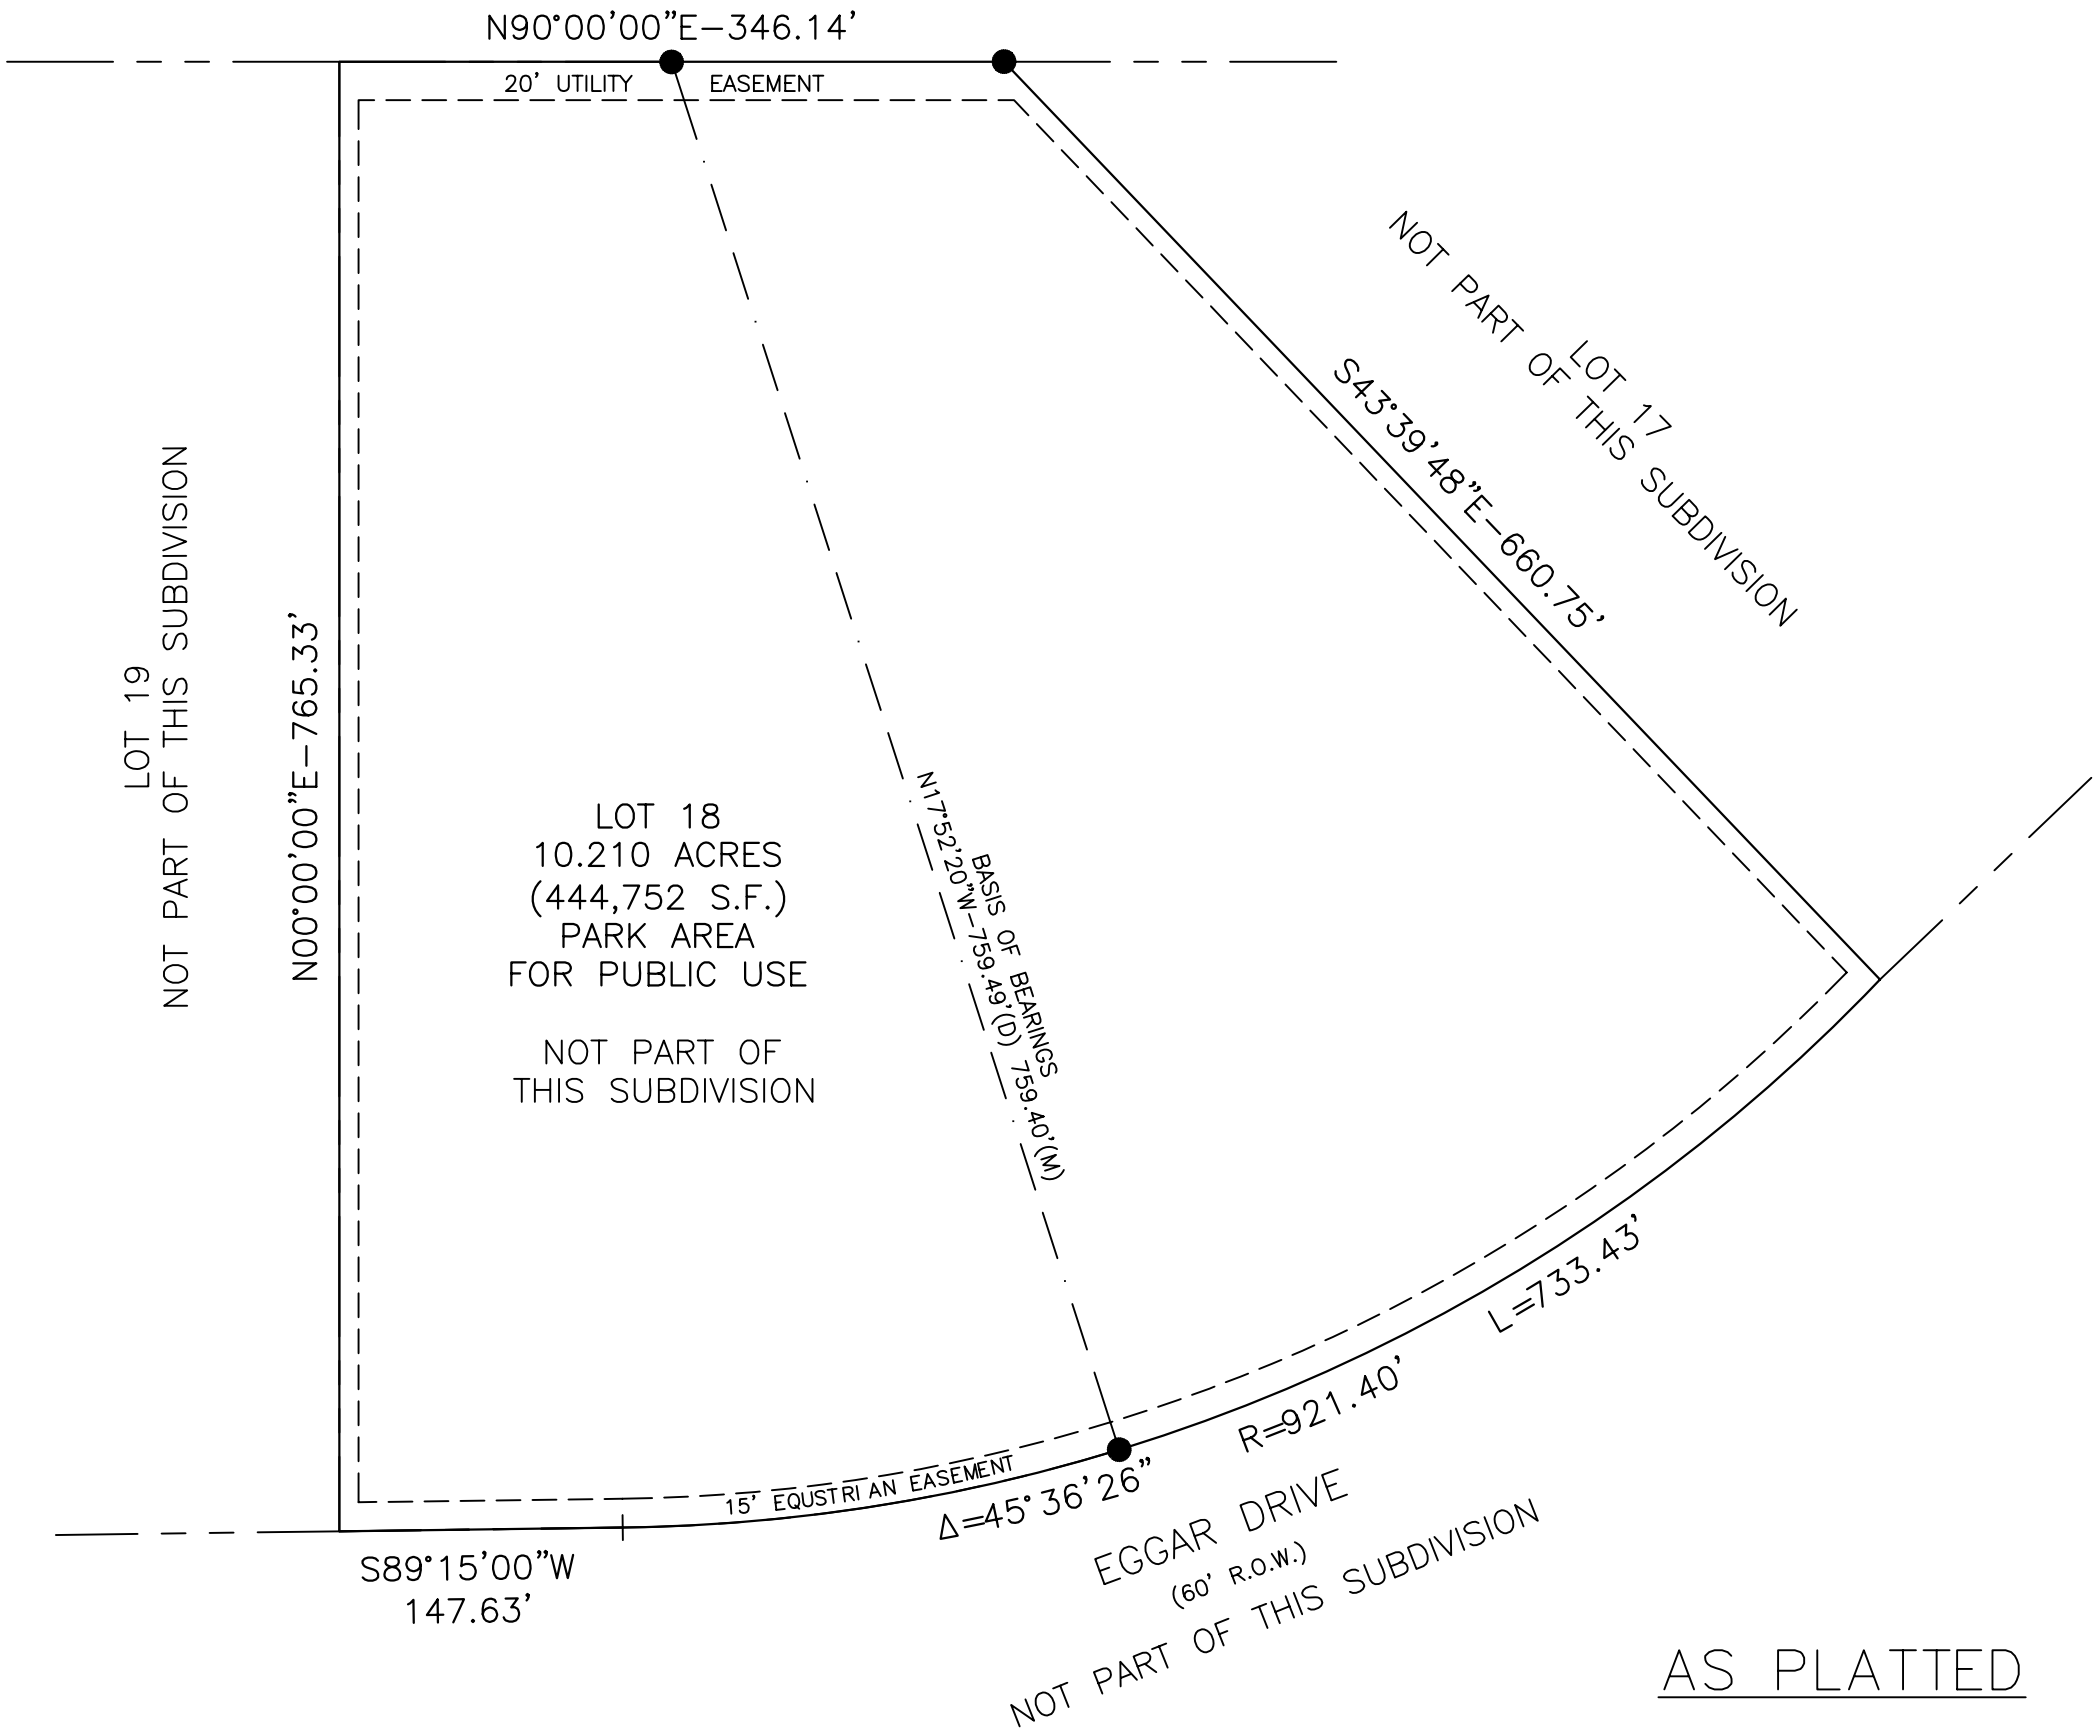 N90°00'00"E-346.14'
20' UTILITY EASEMENT
LOT 17
NOT PART OF THIS SUBDIVISION
S43°39'48"E-660.75'
LOT 19
NOT PART OF THIS SUBDIVISION
N00°00'00"E-765.33'
LOT 18
10.210 ACRES
(444,752 S.F.)
PARK AREA
FOR PUBLIC USE
NOT PART OF
THIS SUBDIVISION
BASIS OF BEARINGS
N17°52'20"W-759.49'(D) 759.40'(M)
15' EQUSTRIAN EASEMENT
Δ=45°36'26"
R=921.40'
L=733.43'
S89°15'00"W
147.63'
EGGAR DRIVE
(60' R.O.W.)
NOT PART OF THIS SUBDIVISION
AS PLATTED